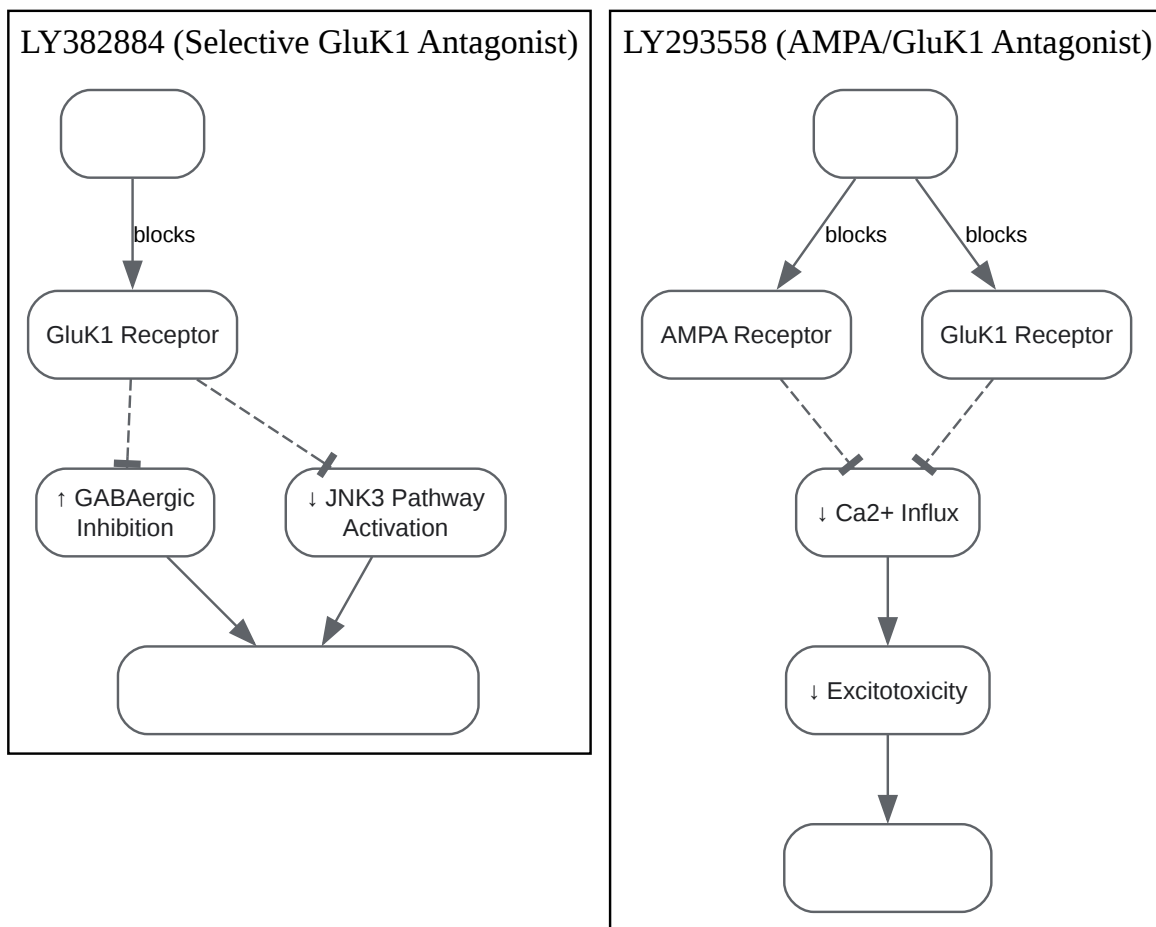 LY382884 (Selective GluK1 Antagonist)
blocks
GluK1 Receptor
↑ GABAergic
Inhibition
↓ JNK3 Pathway
Activation
LY293558 (AMPA/GluK1 Antagonist)
blocks
blocks
AMPA Receptor
GluK1 Receptor
↓ Ca2+ Influx
↓ Excitotoxicity